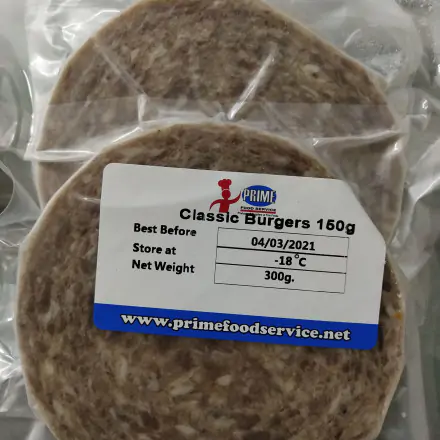 PRIME
FOOD SERVICE
Classic Burgers 150g
Best Before 04/03/2021
Store at -18°C
Net Weight 300g.
www.primefoodservice.net